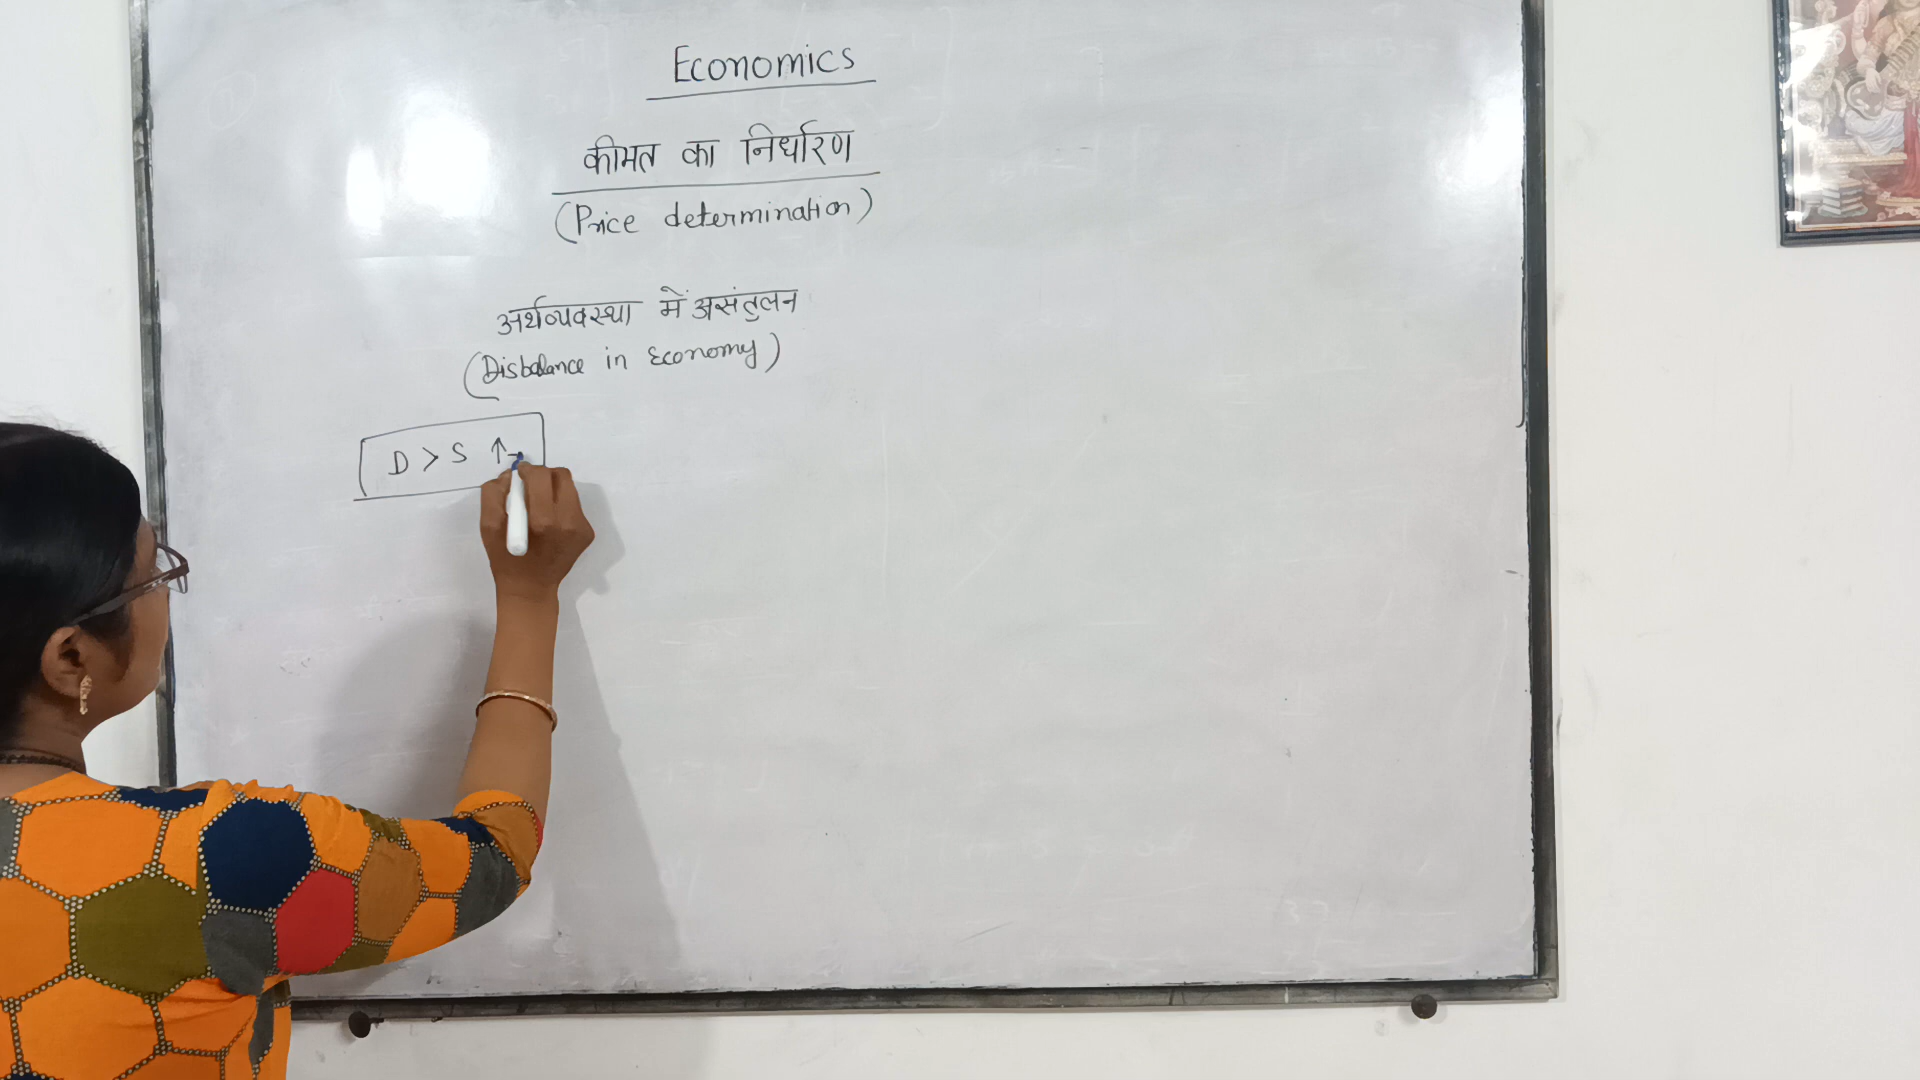 Economics
कीमत का निर्धारण
(Price determination)
अर्थव्यवस्था में असंतुलन
(Disbalance in Economy)
D > S ↑